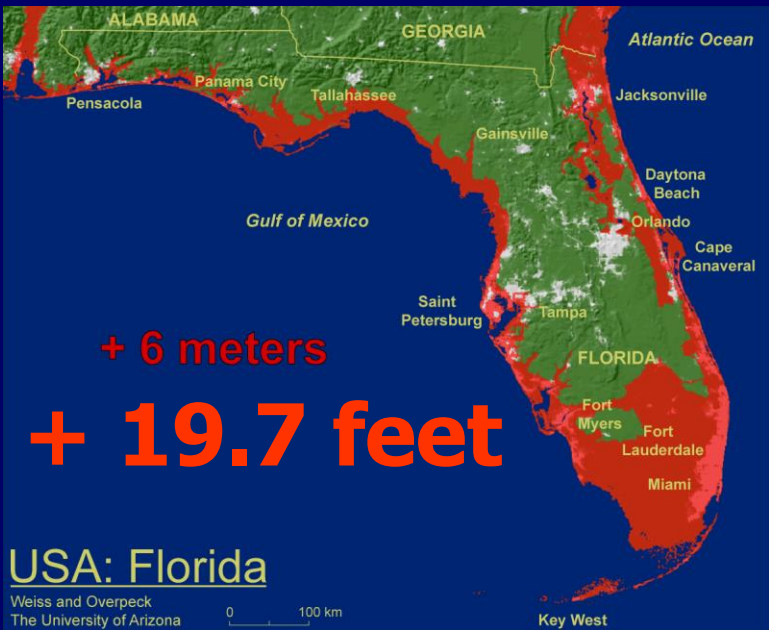 ALABAMA
GEORGIA
Atlantic Ocean
Pensacola
Panama City
Tallahassee
Jacksonville
Gainsville
Daytona
Beach
Gulf of Mexico
Orlando
Cape
Canaveral
Saint
Petersburg
Tampa
+ 6 meters
FLORIDA
+ 19.7 feet
Fort
Myers
Fort
Lauderdale
Miami
USA: Florida
Weiss and Overpeck
The University of Arizona
0 100 km
Key West